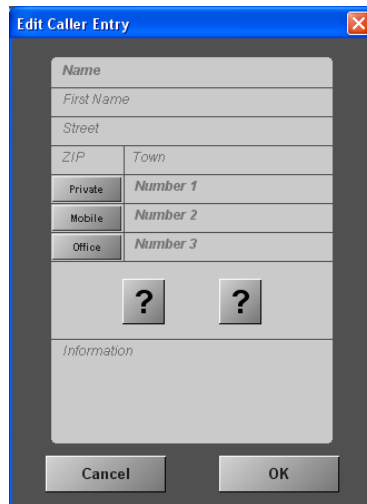 Edit Caller Entry
Name
First Name
Street
ZIP Town
Private Number 1
Mobile Number 2
Office Number 3
? ?
Information
Cancel OK